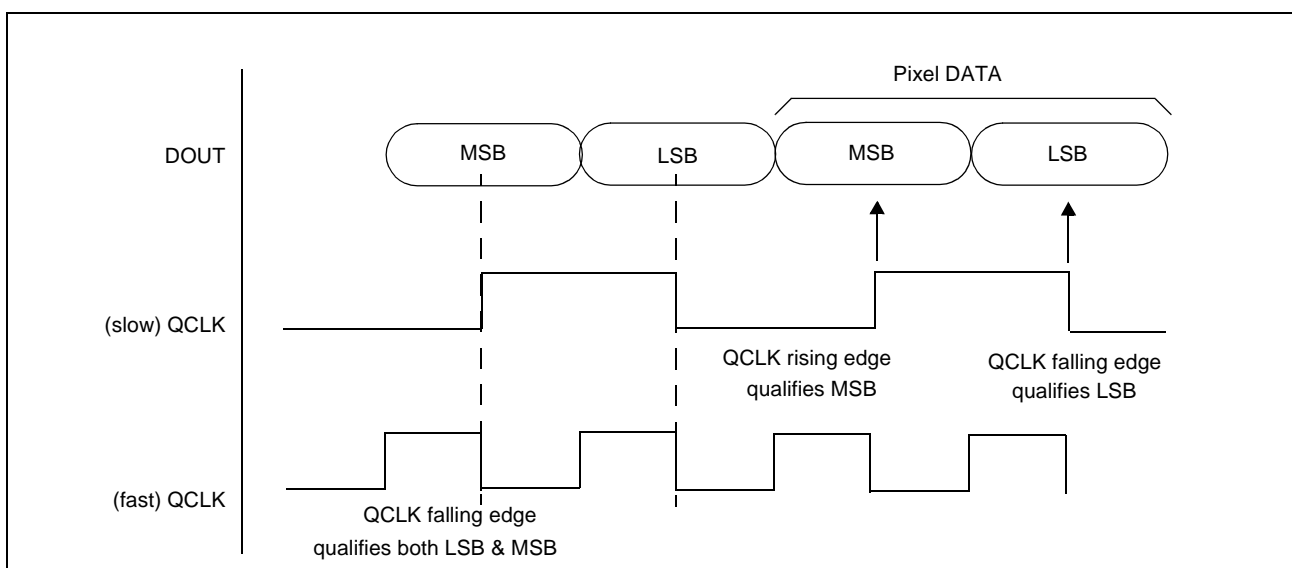 Pixel DATA
DOUT
MSB
LSB
MSB
LSB
(slow) QCLK
QCLK rising edge
qualifies MSB
QCLK falling edge
qualifies LSB
(fast) QCLK
QCLK falling edge
qualifies both LSB & MSB